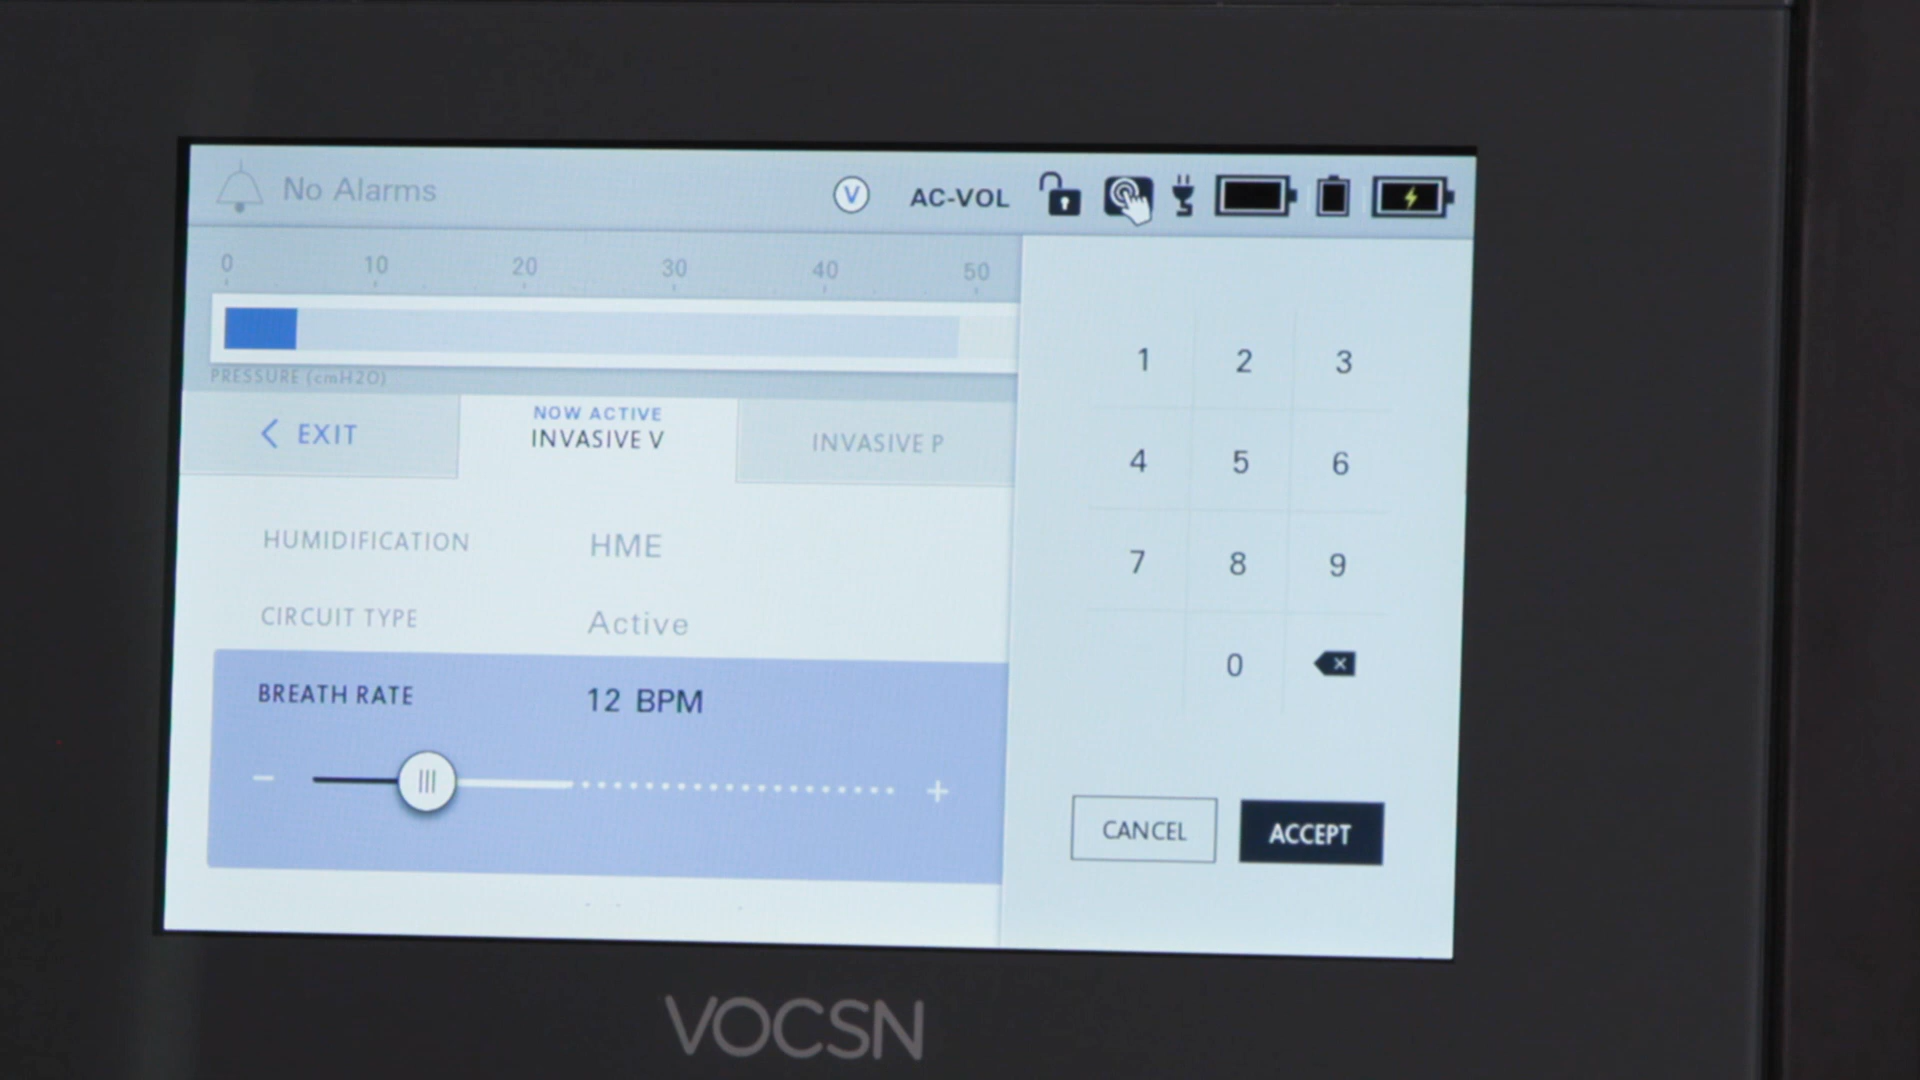 No Alarms
V AC-VOL
0 10 20 30 40 50
PRESSURE (cmH2O)
EXIT
NOW ACTIVE
INVASIVE V
INVASIVE P
HUMIDIFICATION HME
CIRCUIT TYPE Active
BREATH RATE 12 BPM
− +
1 2 3
4 5 6
7 8 9
0
CANCEL ACCEPT
VOCSN